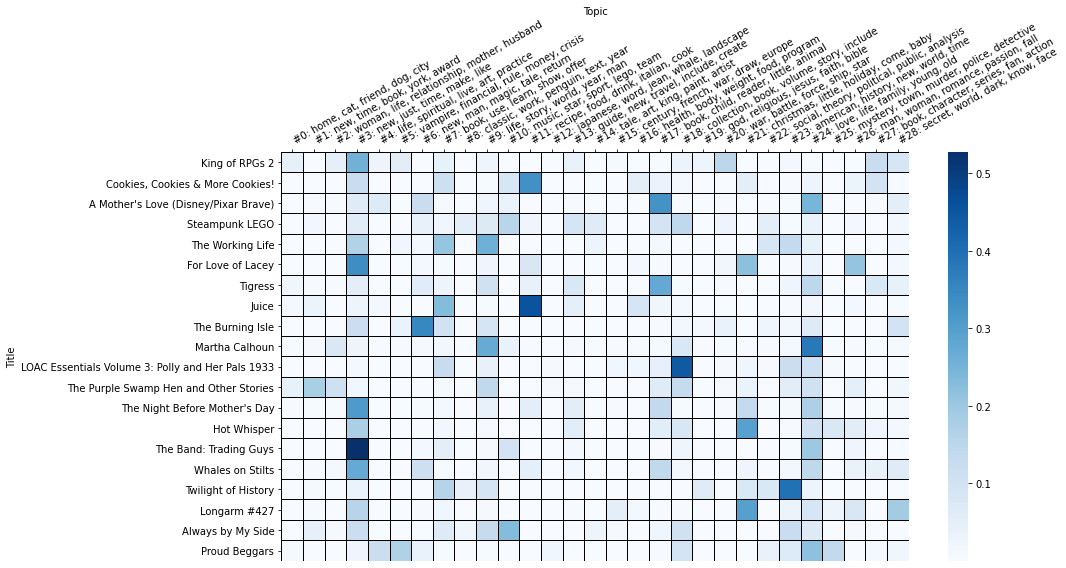 Topic
#0: home, cat, friend, dog, city
#1: new, time, book, york, award
#2: woman, life, relationship, mother, husband
#3: new, just, time, make, like
#4: life, spiritual, live, art, practice
#5: vampire, financial, rule, money, crisis
#6: new, man, magic, tale, return
#7: book, use, learn, show, offer
#8: classic, work, penguin, text, year
#9: life, story, world, year, man
#10: music, star, sport, lego, team
#11: recipe, food, drink, italian, cook
#12: japanese, word, jean, whale, landscape
#13: guide, new, travel, include, create
#14: tale, art, king, paint, artist
#15: century, french, war, draw, europe
#16: health, body, weight, food, program
#17: book, child, reader, little, animal
#18: collection, book, volume, story, include
#19: god, religious, jesus, faith, bible
#20: war, battle, force, ship, star
#21: christmas, little, holiday, come, baby
#22: social, theory, political, public, analysis
#23: american, history, new, world, time
#24: love, life, family, young, old
#25: mystery, town, murder, police, detective
#26: man, woman, romance, passion, fall
#27: book, character, series, fan, action
#28: secret, world, dark, know, face
Title
King of RPGs 2
Cookies, Cookies & More Cookies!
A Mother's Love (Disney/Pixar Brave)
Steampunk LEGO
The Working Life
For Love of Lacey
Tigress
Juice
The Burning Isle
Martha Calhoun
LOAC Essentials Volume 3: Polly and Her Pals 1933
The Purple Swamp Hen and Other Stories
The Night Before Mother's Day
Hot Whisper
The Band: Trading Guys
Whales on Stilts
Twilight of History
Longarm #427
Always by My Side
Proud Beggars
0.5
0.4
0.3
0.2
0.1